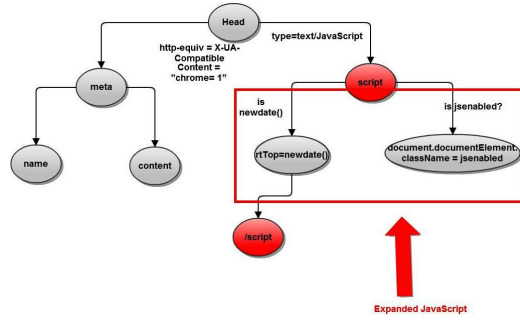 Head
http-equiv = X-UA-
Compatible
Content =
"chrome= 1"
type=text/JavaScript
meta
script
is
newdate()
is jsenabled?
name
content
rtTop=newdate()
document.documentElement.
className = jsenabled
/script
Expanded JavaScript